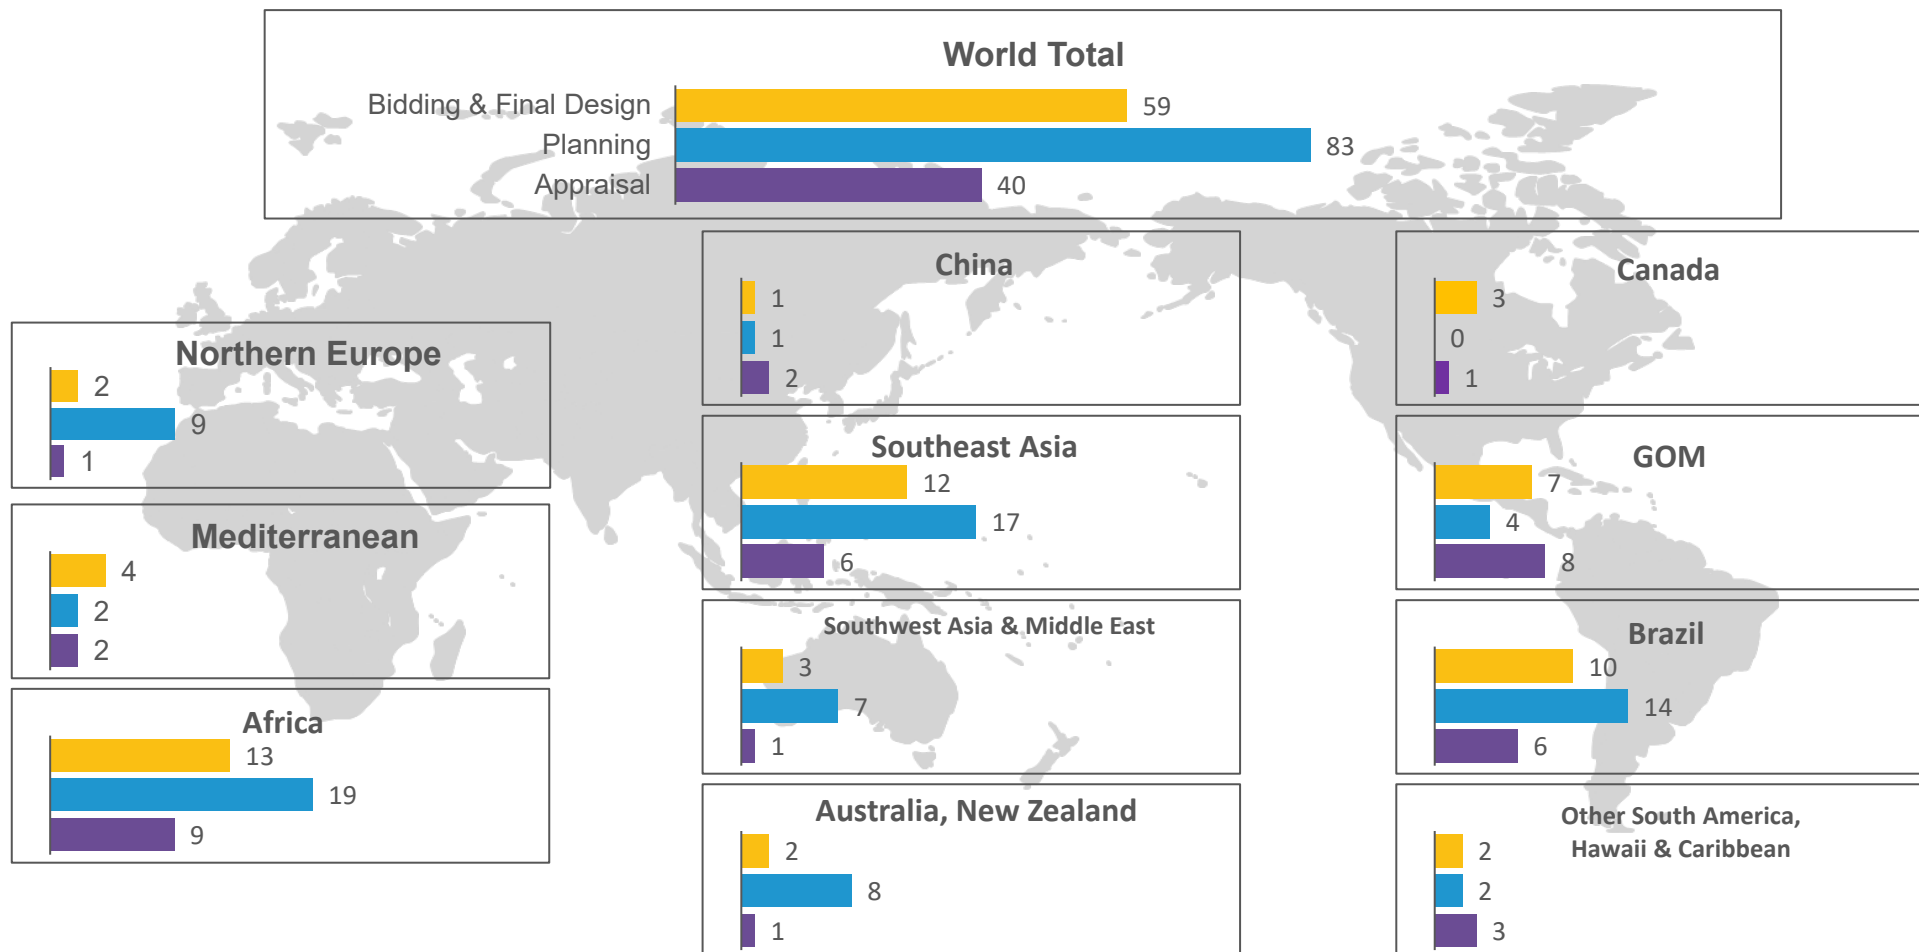 World Total
Bidding & Final Design 59
Planning 83
Appraisal 40
China
1
1
2
Canada
3
0
1
Northern Europe
2
9
1
Southeast Asia
12
17
6
GOM
7
4
8
Mediterranean
4
2
2
Southwest Asia & Middle East
3
7
1
Brazil
10
14
6
Africa
13
19
9
Australia, New Zealand
2
8
1
Other South America,
Hawaii & Caribbean
2
2
3